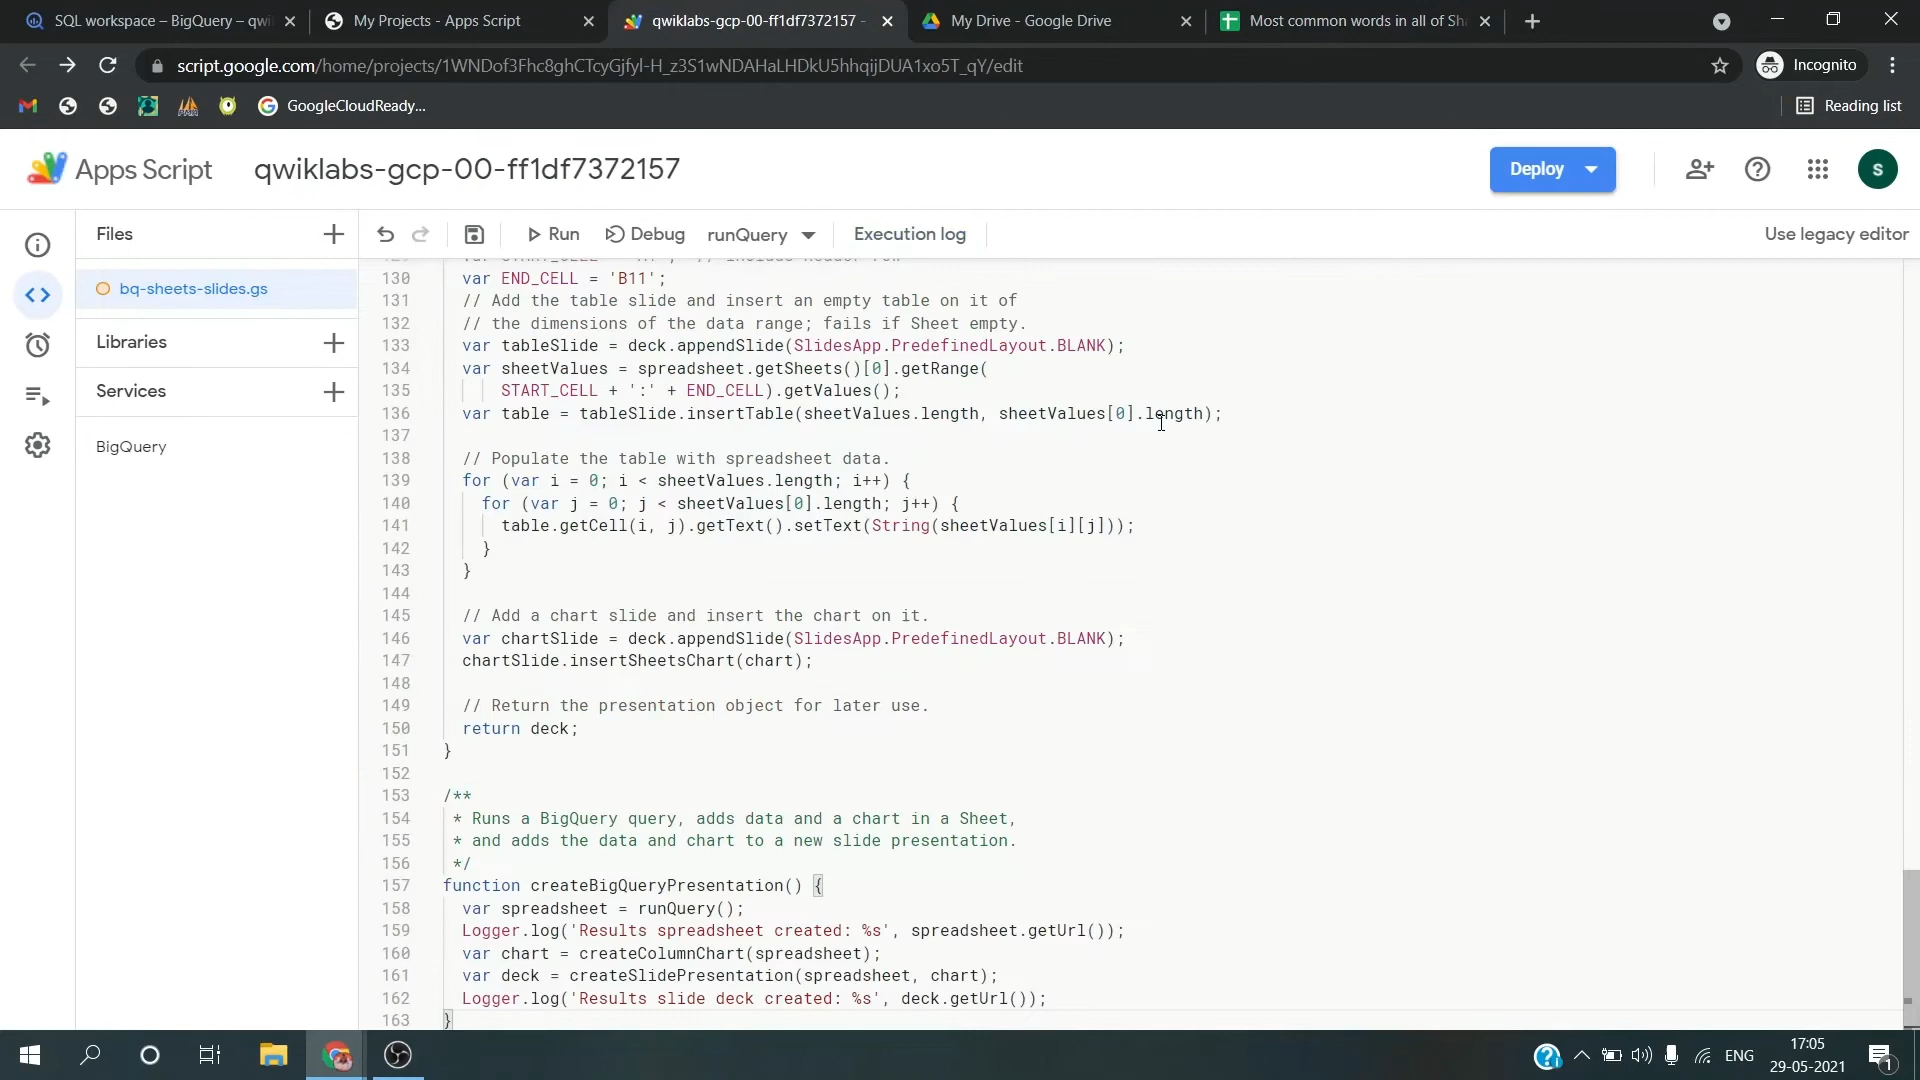 SQL workspace – BigQuery – qwi
My Projects - Apps Script
qwiklabs-gcp-00-ff1df7372157 -
My Drive - Google Drive
Most common words in all of Sh
script.google.com/home/projects/1WNDof3Fhc8ghCTcyGjfyl-H_z3S1wNDAHaLHDkU5hhqijDUA1xo5T_qY/edit
Incognito
GoogleCloudReady...
Reading list
Apps Script
qwiklabs-gcp-00-ff1df7372157
Deploy
S
Files
Run
Debug
runQuery
Execution log
Use legacy editor
bq-sheets-slides.gs
Libraries
Services
BigQuery
130 var END_CELL = 'B11';
131 // Add the table slide and insert an empty table on it of
132 // the dimensions of the data range; fails if Sheet empty.
133 var tableSlide = deck.appendSlide(SlidesApp.PredefinedLayout.BLANK);
134 var sheetValues = spreadsheet.getSheets()[0].getRange(
135 START_CELL + ':' + END_CELL).getValues();
136 var table = tableSlide.insertTable(sheetValues.length, sheetValues[0].length);
137
138 // Populate the table with spreadsheet data.
139 for (var i = 0; i < sheetValues.length; i++) {
140 for (var j = 0; j < sheetValues[0].length; j++) {
141 table.getCell(i, j).getText().setText(String(sheetValues[i][j]));
142 }
143 }
144
145 // Add a chart slide and insert the chart on it.
146 var chartSlide = deck.appendSlide(SlidesApp.PredefinedLayout.BLANK);
147 chartSlide.insertSheetsChart(chart);
148
149 // Return the presentation object for later use.
150 return deck;
151 }
152
153 /**
154 * Runs a BigQuery query, adds data and a chart in a Sheet,
155 * and adds the data and chart to a new slide presentation.
156 */
157 function createBigQueryPresentation() {
158 var spreadsheet = runQuery();
159 Logger.log('Results spreadsheet created: %s', spreadsheet.getUrl());
160 var chart = createColumnChart(spreadsheet);
161 var deck = createSlidePresentation(spreadsheet, chart);
162 Logger.log('Results slide deck created: %s', deck.getUrl());
163 }
ENG
17:05
29-05-2021
1